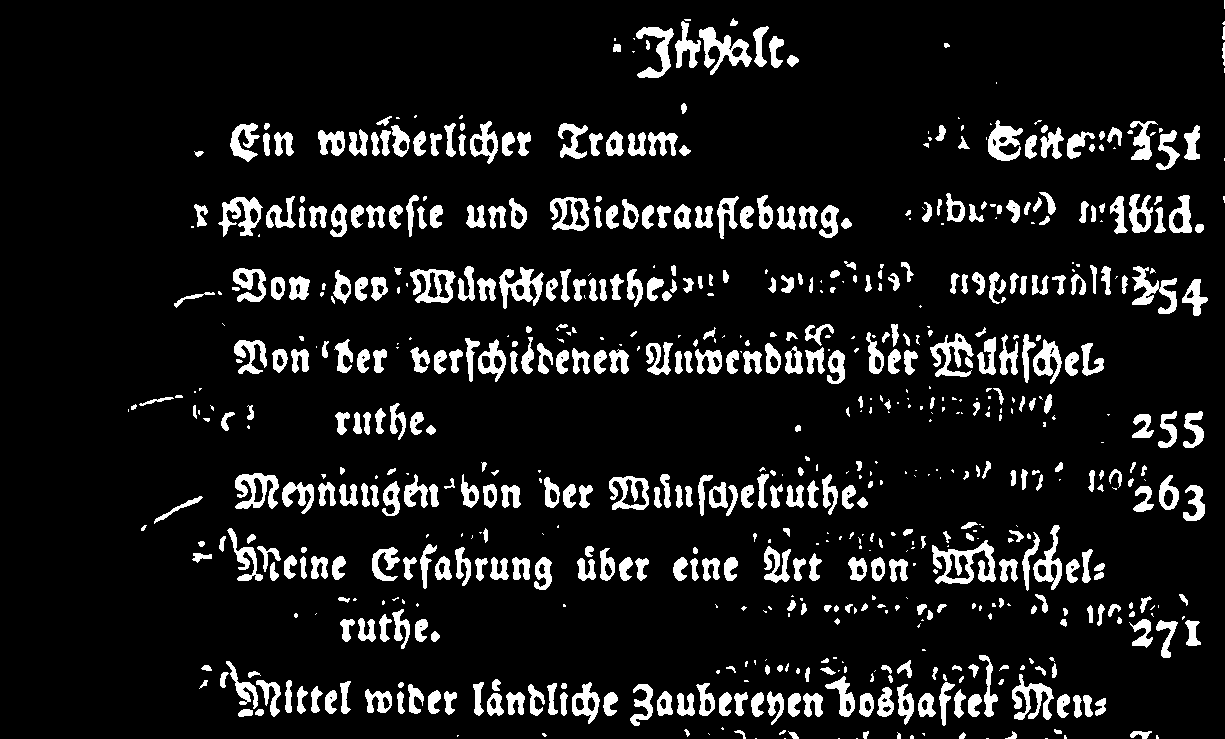 Inhalt.
Ein wunderlicher Traum. Seite 251
Palingenesie und Wiederauflebung. ibid.
Von der Wünschelruthe. 254
Von der verschiedenen Anwendung der Wünschel⸗
ruthe. 255
Meynungen von der Wünschelruthe. 263
Meine Erfahrung über eine Art von Wünschel⸗
ruthe. 271
Mittel wider ländliche Zaubereyen boshafter Men⸗